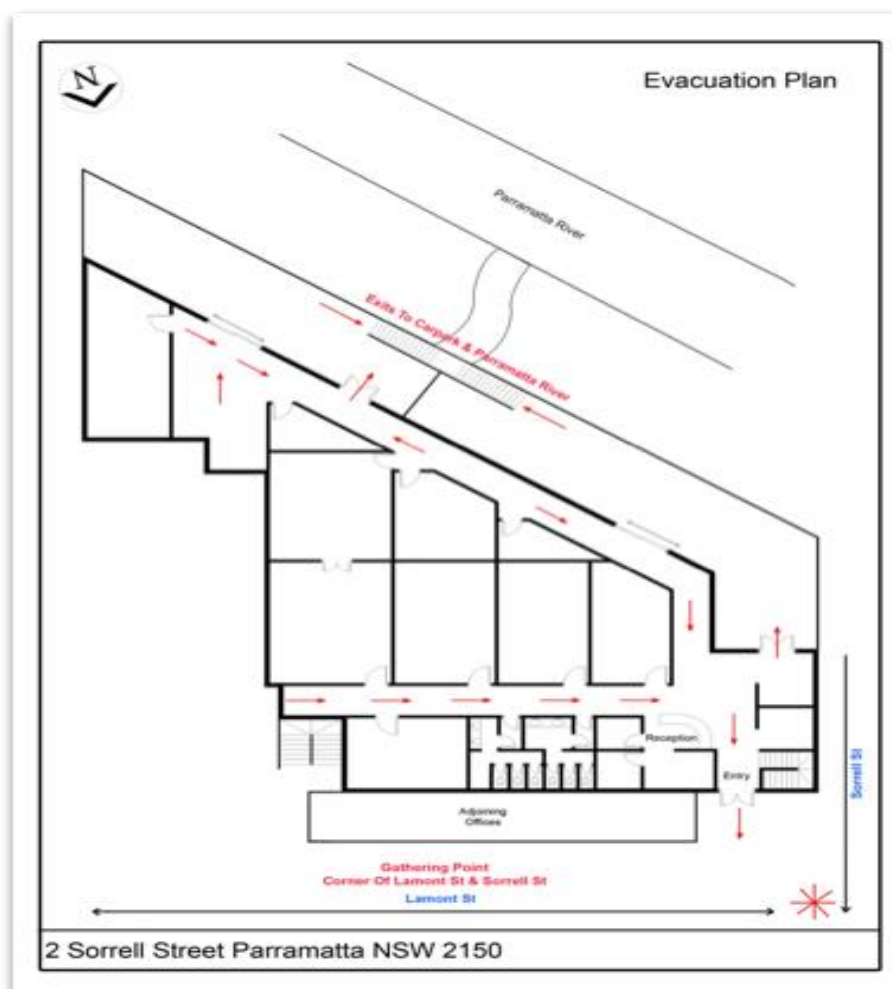 N
Evacuation Plan
Parramatta River
Exits To Carpark & Parramatta River
Reception
Entry
Sorrell St
Adjoining
Offices
Gathering Point
Corner Of Lamont St & Sorrell St
Lamont St
2 Sorrell Street Parramatta NSW 2150